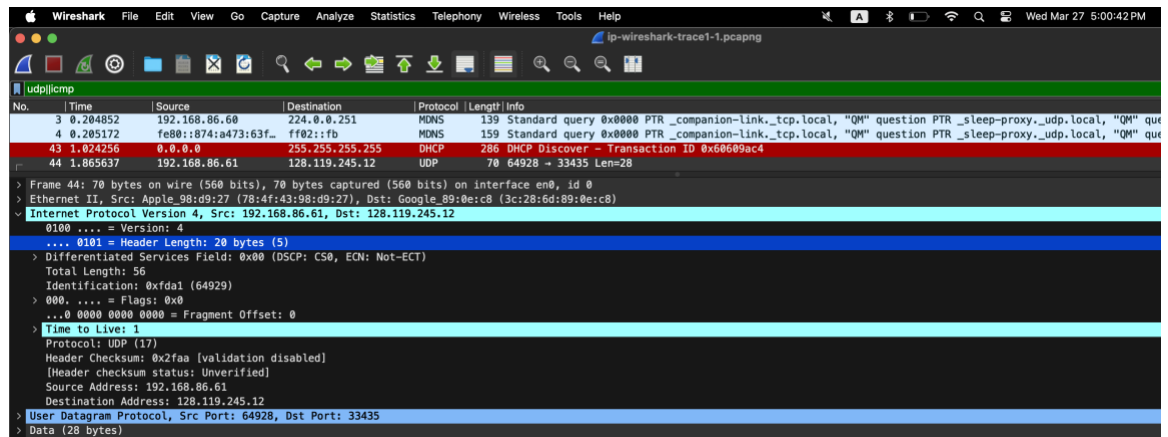 Wireshark File Edit View Go Capture Analyze Statistics Telephony Wireless Tools Help A Wed Mar 27 5:00:42 PM
ip-wireshark-trace1-1.pcapng
udp||icmp
No. Time Source Destination Protocol Length Info
3 0.204852 192.168.86.60 224.0.0.251 MDNS 139 Standard query 0x0000 PTR _companion-link._tcp.local, "QM" question PTR _sleep-proxy._udp.local, "QM" que
4 0.205172 fe80::874:a473:63f… ff02::fb MDNS 159 Standard query 0x0000 PTR _companion-link._tcp.local, "QM" question PTR _sleep-proxy._udp.local, "QM" que
43 1.024256 0.0.0.0 255.255.255.255 DHCP 286 DHCP Discover - Transaction ID 0x60609ac4
44 1.865637 192.168.86.61 128.119.245.12 UDP 70 64928 → 33435 Len=28
> Frame 44: 70 bytes on wire (560 bits), 70 bytes captured (560 bits) on interface en0, id 0
> Ethernet II, Src: Apple_98:d9:27 (78:4f:43:98:d9:27), Dst: Google_89:0e:c8 (3c:28:6d:89:0e:c8)
Internet Protocol Version 4, Src: 192.168.86.61, Dst: 128.119.245.12
0100 .... = Version: 4
.... 0101 = Header Length: 20 bytes (5)
> Differentiated Services Field: 0x00 (DSCP: CS0, ECN: Not-ECT)
Total Length: 56
Identification: 0xfda1 (64929)
> 000. .... = Flags: 0x0
...0 0000 0000 0000 = Fragment Offset: 0
> Time to Live: 1
Protocol: UDP (17)
Header Checksum: 0x2faa [validation disabled]
[Header checksum status: Unverified]
Source Address: 192.168.86.61
Destination Address: 128.119.245.12
> User Datagram Protocol, Src Port: 64928, Dst Port: 33435
> Data (28 bytes)